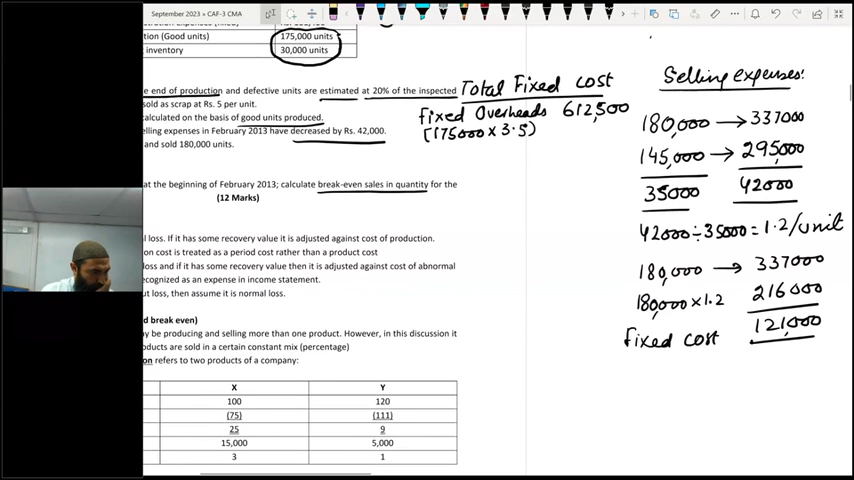 September 2023 » CAF-3 CMA
tion (Good units) 175,000 units
inventory 30,000 units
e end of production and defective units are estimated at 20% of the inspected
sold as scrap at Rs. 5 per unit.
calculated on the basis of good units produced.
elling expenses in February 2013 have decreased by Rs. 42,000.
and sold 180,000 units.
at the beginning of February 2013; calculate break-even sales in quantity for the
(12 Marks)
al loss. If it has some recovery value it is adjusted against cost of production.
on cost is treated as a period cost rather than a product cost
loss and if it has some recovery value then it is adjusted against cost of abnormal
ecognized as an expense in income statement.
ut loss, then assume it is normal loss.
d break even)
ay be producing and selling more than one product. However, in this discussion it
oducts are sold in a certain constant mix (percentage)
on refers to two products of a company:
X Y
100 120
(75) (111)
25 9
15,000 5,000
3 1
Total Fixed cost
Fixed Overheads 612,500
(175000 x 3.5)
Selling expenses:
180,000 → 337000
145,000 → 295,000
35000 42000
42000 ÷ 35000 = 1.2/unit
180,000 → 337000
180,000 x 1.2 216000
Fixed cost 121,000